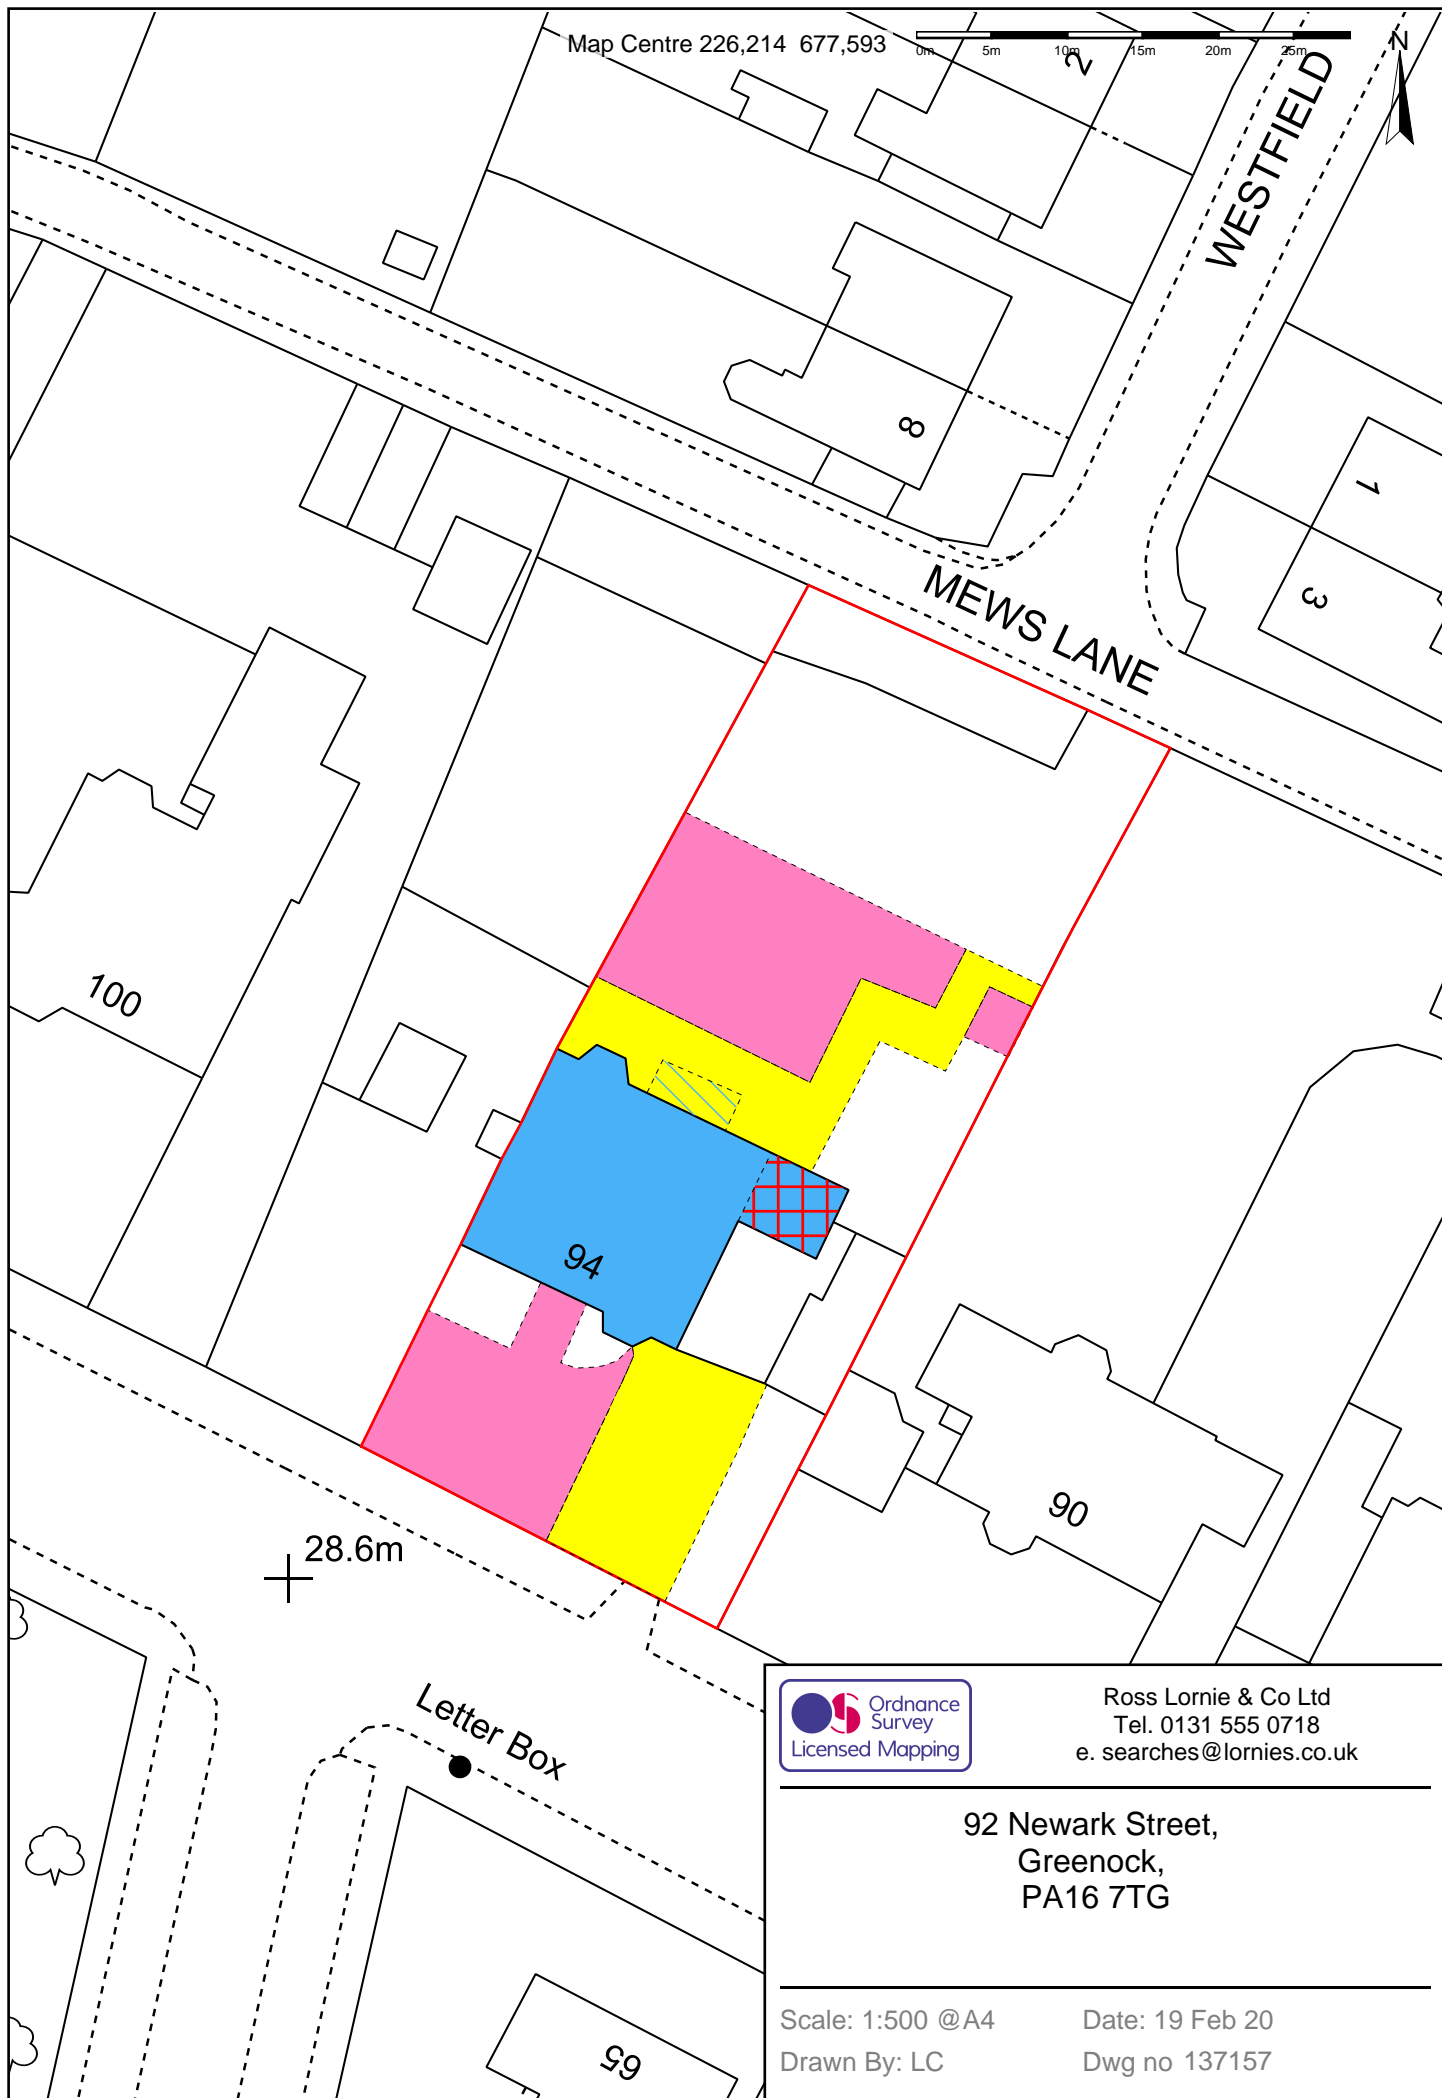 Map Centre 226,214 677,593
0m 5m 10m 15m 20m 25m
N
2
WESTFIELD
8
1
3
MEWS LANE
100
94
90
28.6m
Letter Box
65
Ordnance
Survey
Licensed Mapping
Ross Lornie & Co Ltd
Tel. 0131 555 0718
e. searches@lornies.co.uk
92 Newark Street,
Greenock,
PA16 7TG
Scale: 1:500 @A4
Date: 19 Feb 20
Drawn By: LC
Dwg no 137157